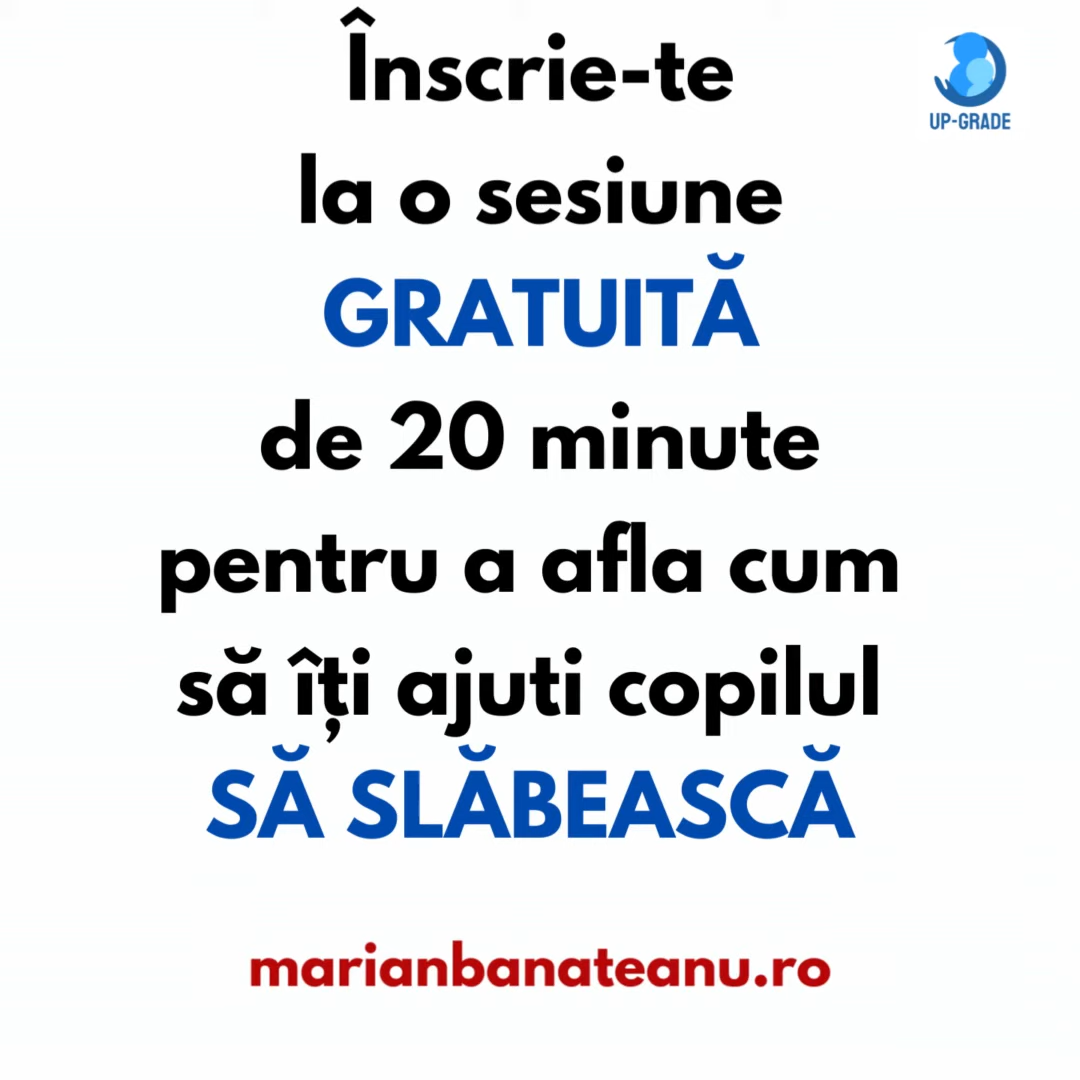 Înscrie-te
UP-GRADE
la o sesiune
GRATUITĂ
de 20 minute
pentru a afla cum
să îți ajuti copilul
SĂ SLĂBEASCĂ
marianbanateanu.ro